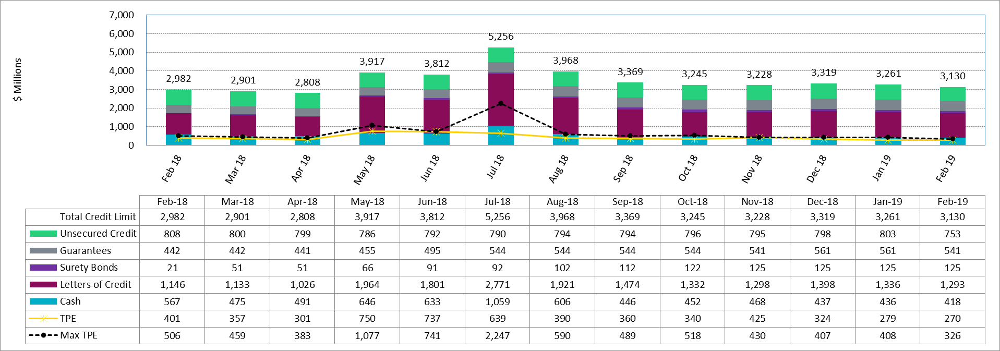 $ Millions
7,000
6,000
5,000
4,000
3,000
2,000
1,000
0
2,982 2,901 2,808 3,917 3,812 5,256 3,968 3,369 3,245 3,228 3,319 3,261 3,130
Feb 18 Mar 18 Apr 18 May 18 Jun 18 Jul 18 Aug 18 Sep 18 Oct 18 Nov 18 Dec 18 Jan 19 Feb 19
Feb-18 Mar-18 Apr-18 May-18 Jun-18 Jul-18 Aug-18 Sep-18 Oct-18 Nov-18 Dec-18 Jan-19 Feb-19
Total Credit Limit 2,982 2,901 2,808 3,917 3,812 5,256 3,968 3,369 3,245 3,228 3,319 3,261 3,130
Unsecured Credit 808 800 799 786 792 790 794 794 796 795 798 803 753
Guarantees 442 442 441 455 495 544 544 544 544 541 561 561 541
Surety Bonds 21 51 51 66 91 92 102 112 122 125 125 125 125
Letters of Credit 1,146 1,133 1,026 1,964 1,801 2,771 1,921 1,474 1,332 1,298 1,398 1,336 1,293
Cash 567 475 491 646 633 1,059 606 446 452 468 437 436 418
TPE 401 357 301 750 737 639 390 360 340 425 324 279 270
Max TPE 506 459 383 1,077 741 2,247 590 489 518 430 407 408 326